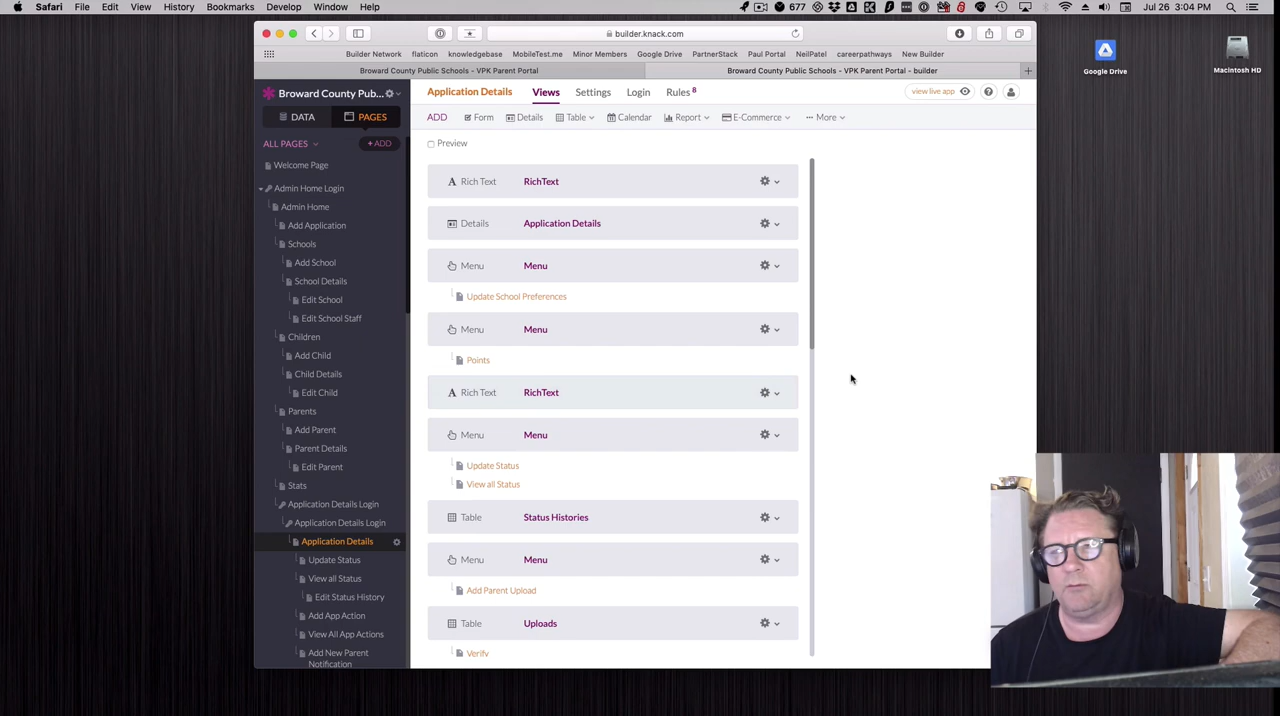 Safari File Edit View History Bookmarks Develop Window Help
677
Jul 26 3:04 PM
builder.knack.com
Builder Network flaticon knowledgebase MobileTest.me Minor Members Google Drive PartnerStack Paul Portal NeilPatel careerpathways New Builder
Broward County Public Schools - VPK Parent Portal
Broward County Public Schools - VPK Parent Portal - builder
Google Drive
Macintosh HD
Broward County Pub...
DATA
PAGES
ALL PAGES
+ ADD
Welcome Page
Admin Home Login
Admin Home
Add Application
Schools
Add School
School Details
Edit School
Edit School Staff
Children
Add Child
Child Details
Edit Child
Parents
Add Parent
Parent Details
Edit Parent
Stats
Application Details Login
Application Details Login
Application Details
Update Status
View all Status
Edit Status History
Add App Action
View All App Actions
Add New Parent
Notification
Application Details Views Settings Login Rules 8
view live app
ADD Form Details Table Calendar Report E-Commerce More
Preview
Rich Text RichText
Details Application Details
Menu Menu
Update School Preferences
Menu Menu
Points
Rich Text RichText
Menu Menu
Update Status
View all Status
Table Status Histories
Menu Menu
Add Parent Upload
Table Uploads
Verify